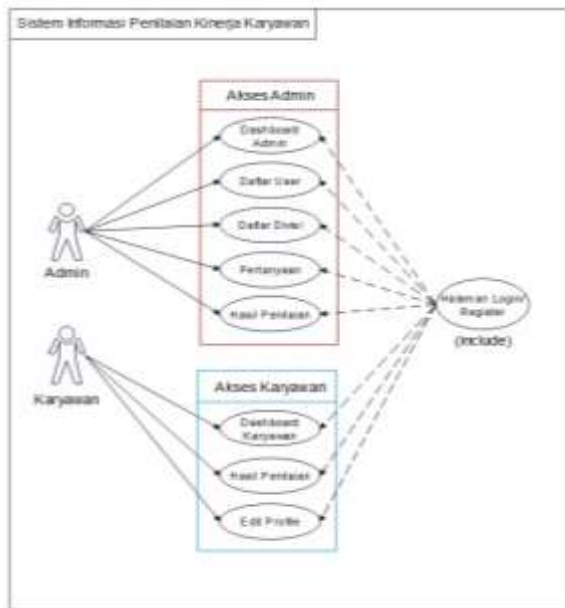 Sistem Informasi Penilaian Kinerja Karyawan
Akses Admin
Dashboard
Admin
Daftar User
Daftar Divisi
Pertanyaan
Hasil Penilaian
Admin
Halaman Login/
Register
(Include)
Karyawan
Akses Karyawan
Dashboard
Karyawan
Hasil Penilaian
Edit Profile